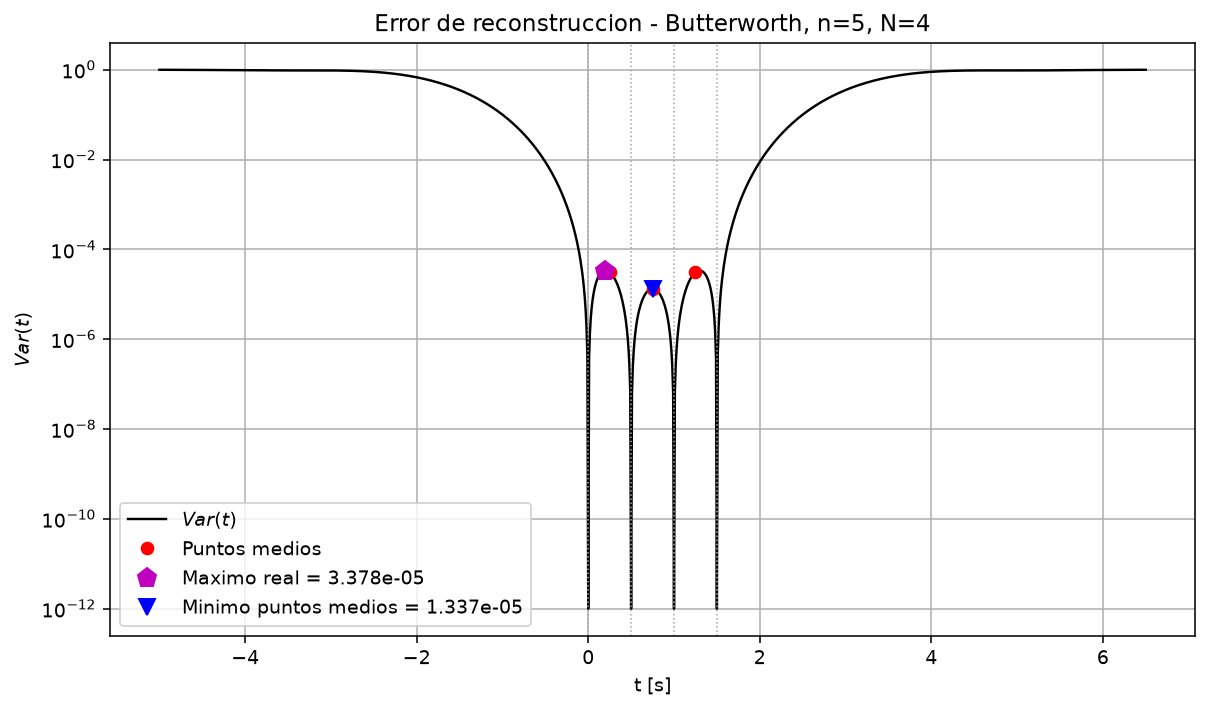 Error de reconstruccion - Butterworth, n=5, N=4
Var(t)
10⁰
10⁻²
10⁻⁴
10⁻⁶
10⁻⁸
10⁻¹⁰
10⁻¹²
Var(t)
Puntos medios
Maximo real = 3.378e-05
Minimo puntos medios = 1.337e-05
−4 −2 0 2 4 6
t [s]